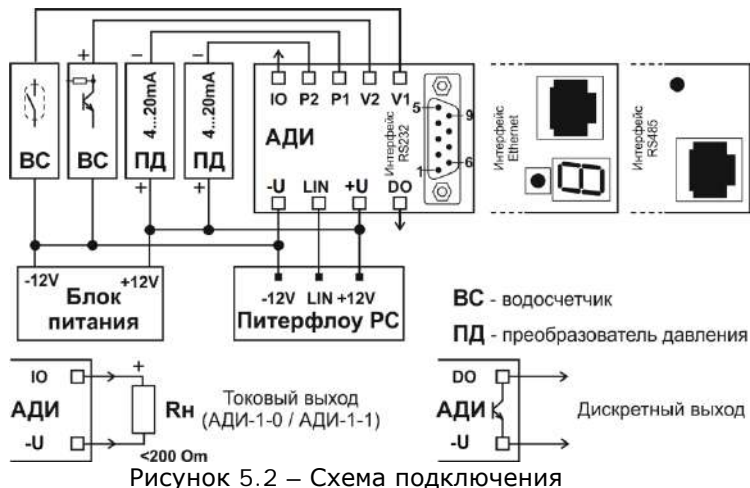 +
−
−
ВС
ВС
4...20mA
ПД
4...20mA
ПД
+
+
IO P2 P1 V2 V1
АДИ
Интерфейс
RS232
5
9
6
1
-U LIN +U DO
Интерфейс
Ethernet
Интерфейс
RS485
-12V +12V
Блок
питания
-12V LIN +12V
Питерфлоу РС
ВС - водосчетчик
ПД - преобразователь давления
IO
АДИ
-U
+
Rн
<200 Om
Токовый выход
(АДИ-1-0 / АДИ-1-1)
DO
АДИ
-U
Дискретный выход
Рисунок 5.2 – Схема подключения